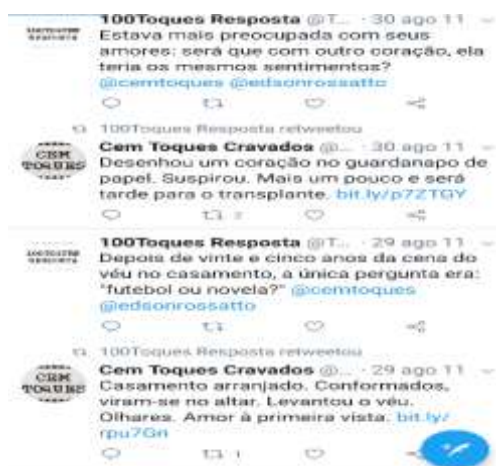 100Toques Resposta @T... · 30 ago 11
Estava mais preocupada com seus
amores: será que com outro coração, ela
teria os mesmos sentimentos?
@cemtoques @edsonrossatto
100Toques Resposta retweetou
CEM
TOQUES
Cem Toques Cravados @... · 30 ago 11
Desenhou um coração no guardanapo de
papel. Suspirou. Mais um pouco e será
tarde para o transplante. bit.ly/p7ZTGY
100Toques Resposta @T... · 29 ago 11
Depois de vinte e cinco anos da cena do
véu no casamento, a única pergunta era:
"futebol ou novela?" @cemtoques
@edsonrossatto
100Toques Resposta retweetou
CEM
TOQUES
Cem Toques Cravados @... · 29 ago 11
Casamento arranjado. Conformados,
viram-se no altar. Levantou o véu.
Olhares. Amor à primeira vista. bit.ly/
rpu7Gn
1